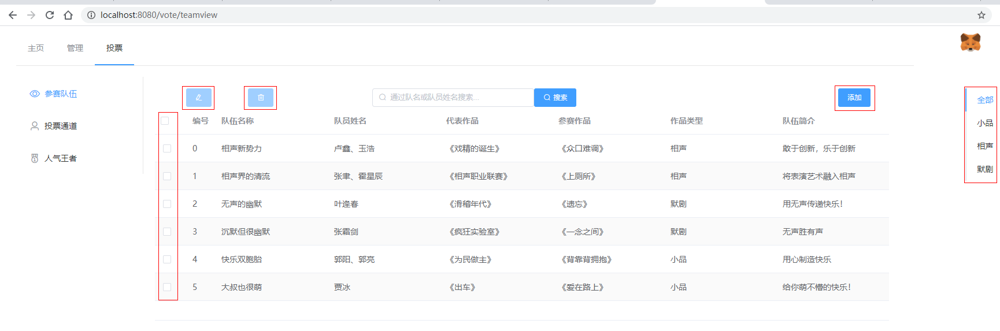 localhost:8080/vote/teamview
主页 管理 投票
参赛队伍
投票通道
人气王者
通过队名或队员姓名搜索... 搜索 添加
编号 队伍名称 队员姓名 代表作品 参赛作品 作品类型 队伍简介
0 相声新势力 卢鑫、玉浩 《戏精的诞生》 《众口难调》 相声 敢于创新，乐于创新
1 相声界的清流 张聿、霍星辰 《相声职业联赛》 《上厕所》 相声 将表演艺术融入相声
2 无声的幽默 叶逢春 《滑稽年代》 《遗忘》 默剧 用无声传递快乐！
3 沉默但很幽默 张霜剑 《疯狂实验室》 《一念之间》 默剧 无声胜有声
4 快乐双胞胎 郭阳、郭亮 《为民做主》 《背靠背拥抱》 小品 用心制造快乐
5 大叔也很萌 贾冰 《出车》 《爱在路上》 小品 给你萌不懵的快乐！
全部
小品
相声
默剧